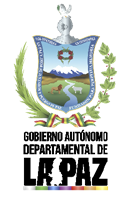 GOBIERNO AUTÓNOMO
DEPARTAMENTAL DE
LA PAZ